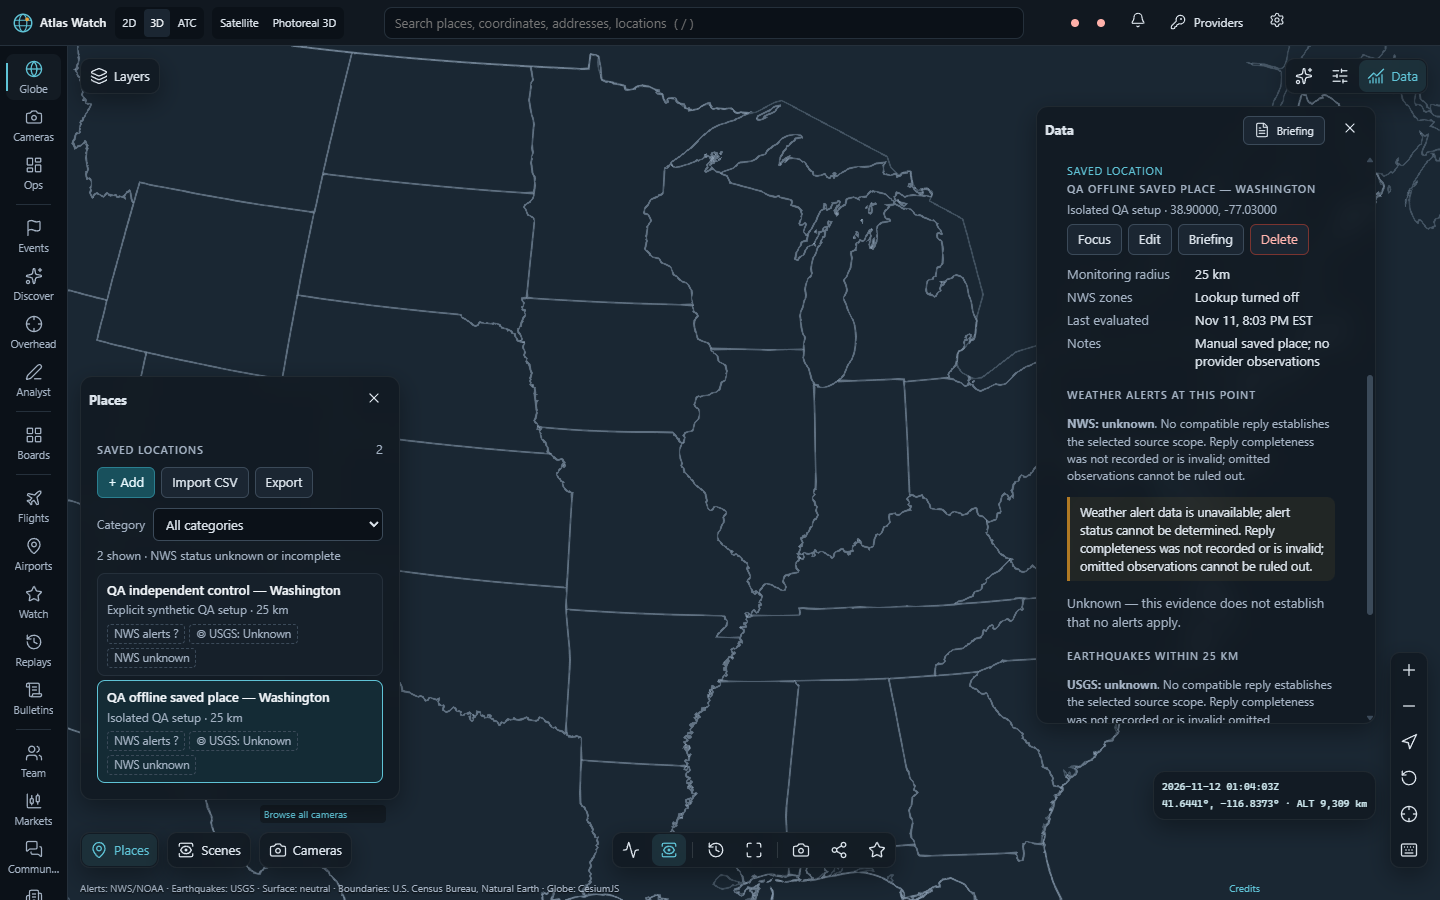 Atlas Watch
2D
3D
ATC
Satellite
Photoreal 3D
Search places, coordinates, addresses, locations ( / )
Providers
Globe
Cameras
Ops
Events
Discover
Overhead
Analyst
Boards
Flights
Airports
Watch
Replays
Bulletins
Team
Markets
Commun...
Layers
Data
Places
SAVED LOCATIONS
2
+ Add
Import CSV
Export
Category
All categories
2 shown · NWS status unknown or incomplete
QA independent control — Washington
Explicit synthetic QA setup · 25 km
NWS alerts ?
◎ USGS: Unknown
NWS unknown
QA offline saved place — Washington
Isolated QA setup · 25 km
NWS alerts ?
◎ USGS: Unknown
NWS unknown
Browse all cameras
Places
Scenes
Cameras
Data
Briefing
SAVED LOCATION
QA OFFLINE SAVED PLACE — WASHINGTON
Isolated QA setup · 38.90000, -77.03000
Focus
Edit
Briefing
Delete
Monitoring radius
25 km
NWS zones
Lookup turned off
Last evaluated
Nov 11, 8:03 PM EST
Notes
Manual saved place; no
provider observations
WEATHER ALERTS AT THIS POINT
NWS: unknown. No compatible reply establishes
the selected source scope. Reply completeness
was not recorded or is invalid; omitted
observations cannot be ruled out.
Weather alert data is unavailable; alert
status cannot be determined. Reply
completeness was not recorded or is invalid;
omitted observations cannot be ruled out.
Unknown — this evidence does not establish
that no alerts apply.
EARTHQUAKES WITHIN 25 KM
USGS: unknown. No compatible reply establishes
the selected source scope. Reply completeness
was not recorded or is invalid; omitted
2026-11-12 01:04:03Z
41.6441°, -116.8373° · ALT 9,309 km
Alerts: NWS/NOAA · Earthquakes: USGS · Surface: neutral · Boundaries: U.S. Census Bureau, Natural Earth · Globe: CesiumJS
Credits